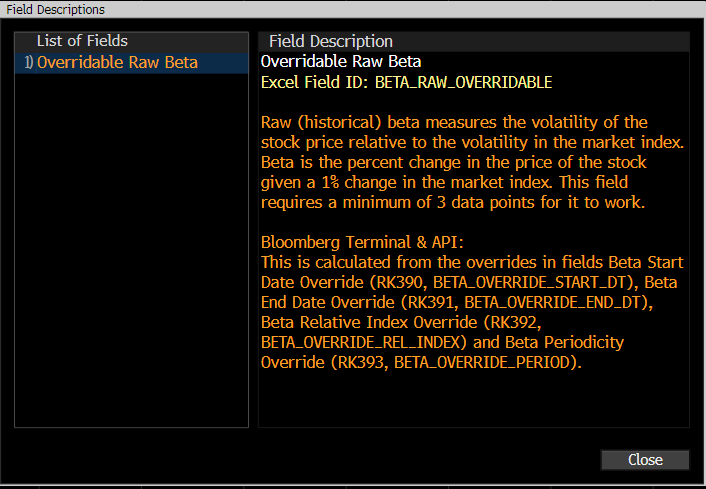 Field Descriptions
List of Fields
1) Overridable Raw Beta
Field Description
Overridable Raw Beta
Excel Field ID: BETA_RAW_OVERRIDABLE
Raw (historical) beta measures the volatility of the
stock price relative to the volatility in the market index.
Beta is the percent change in the price of the stock
given a 1% change in the market index. This field
requires a minimum of 3 data points for it to work.
Bloomberg Terminal & API:
This is calculated from the overrides in fields Beta Start
Date Override (RK390, BETA_OVERRIDE_START_DT), Beta
End Date Override (RK391, BETA_OVERRIDE_END_DT),
Beta Relative Index Override (RK392,
BETA_OVERRIDE_REL_INDEX) and Beta Periodicity
Override (RK393, BETA_OVERRIDE_PERIOD).
Close